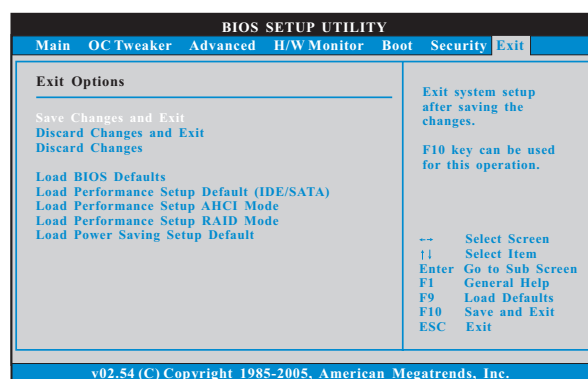 BIOS SETUP UTILITY
Main OC Tweaker Advanced H/W Monitor Boot Security Exit
Exit Options
Save Changes and Exit
Discard Changes and Exit
Discard Changes
Load BIOS Defaults
Load Performance Setup Default (IDE/SATA)
Load Performance Setup AHCI Mode
Load Performance Setup RAID Mode
Load Power Saving Setup Default
Exit system setup
after saving the
changes.
F10 key can be used
for this operation.
←→ Select Screen
↑↓ Select Item
Enter Go to Sub Screen
F1 General Help
F9 Load Defaults
F10 Save and Exit
ESC Exit
v02.54 (C) Copyright 1985-2005, American Megatrends, Inc.